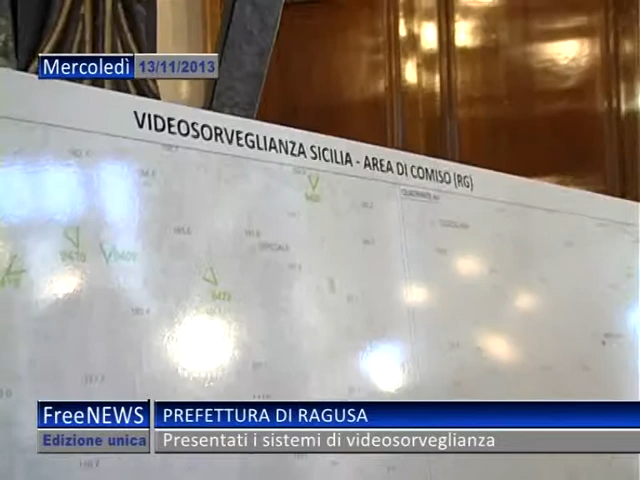 Mercoledì 13/11/2013
VIDEOSORVEGLIANZA SICILIA - AREA DI COMISO (RG)
FreeNEWS PREFETTURA DI RAGUSA
Edizione unica Presentati i sistemi di videosorveglianza